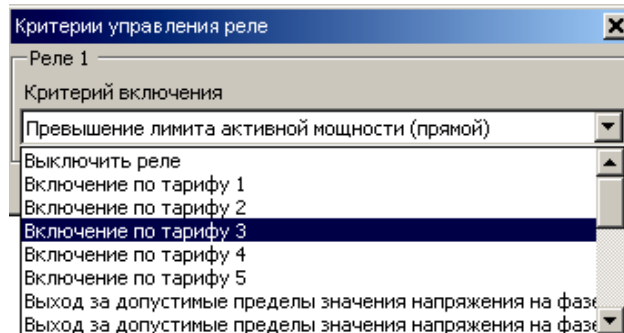 Критерии управления реле
Реле 1
Критерий включения
Превышение лимита активной мощности (прямой)
Выключить реле
Включение по тарифу 1
Включение по тарифу 2
Включение по тарифу 3
Включение по тарифу 4
Включение по тарифу 5
Выход за допустимые пределы значения напряжения на фазе
Выход за допустимые пределы значения напряжения на фазе